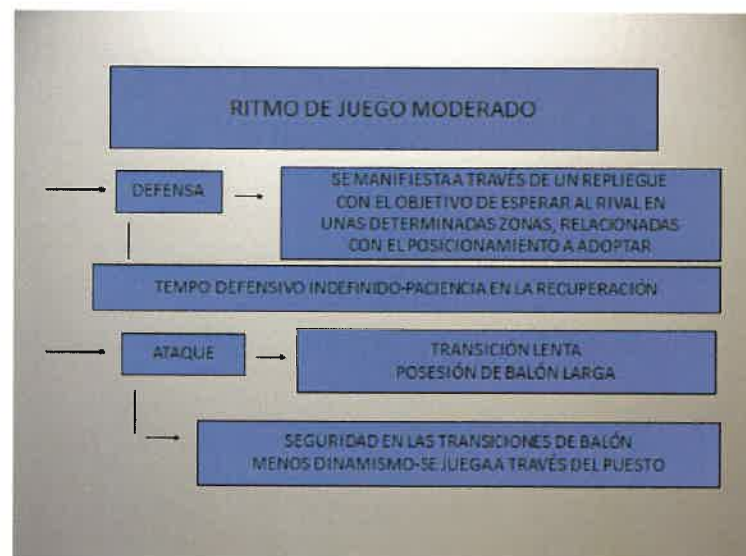 RITMO DE JUEGO MODERADO
DEFENSA
SE MANIFIESTA A TRAVÉS DE UN REPLIEGUE
CON EL OBJETIVO DE ESPERAR AL RIVAL EN
UNAS DETERMINADAS ZONAS, RELACIONADAS
CON EL POSICIONAMIENTO A ADOPTAR
TEMPO DEFENSIVO INDEFINIDO-PACIENCIA EN LA RECUPERACIÓN
ATAQUE
TRANSICIÓN LENTA
POSESIÓN DE BALÓN LARGA
SEGURIDAD EN LAS TRANSICIONES DE BALÓN
MENOS DINAMISMO-SE JUEGA A TRAVÉS DEL PUESTO